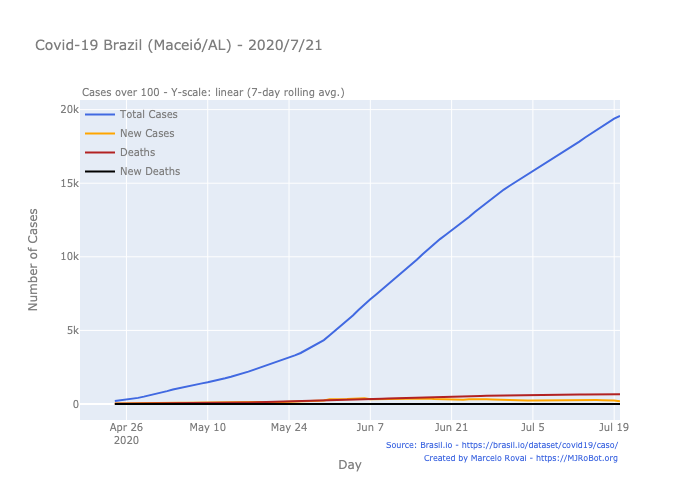 Covid-19 Brazil (Maceió/AL) - 2020/7/21
Cases over 100 - Y-scale: linear (7-day rolling avg.)
Total Cases
New Cases
Deaths
New Deaths
20k
15k
10k
5k
0
Number of Cases
Apr 26
2020
May 10
May 24
Jun 7
Jun 21
Jul 5
Jul 19
Day
Source: Brasil.io - https://brasil.io/dataset/covid19/caso/
Created by Marcelo Rovai - https://MJRoBot.org